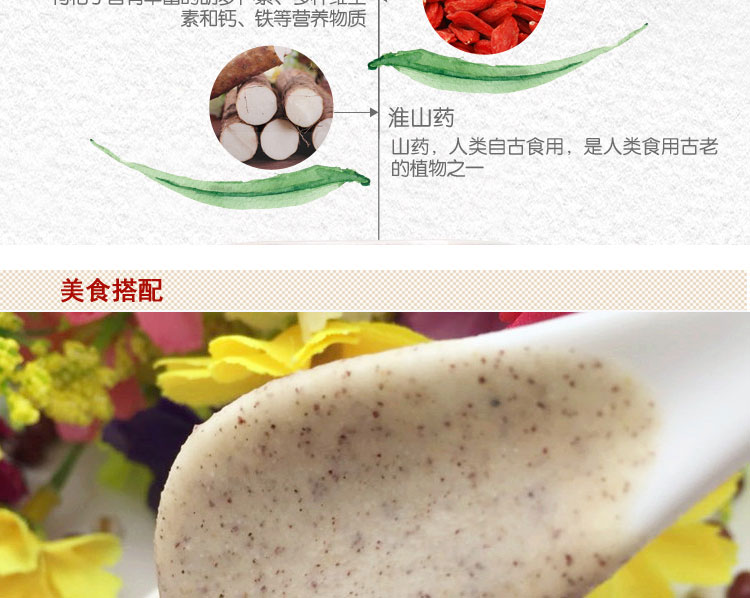 素和钙、铁等营养物质
淮山药
山药，人类自古食用，是人类食用古老
的植物之一
美食搭配